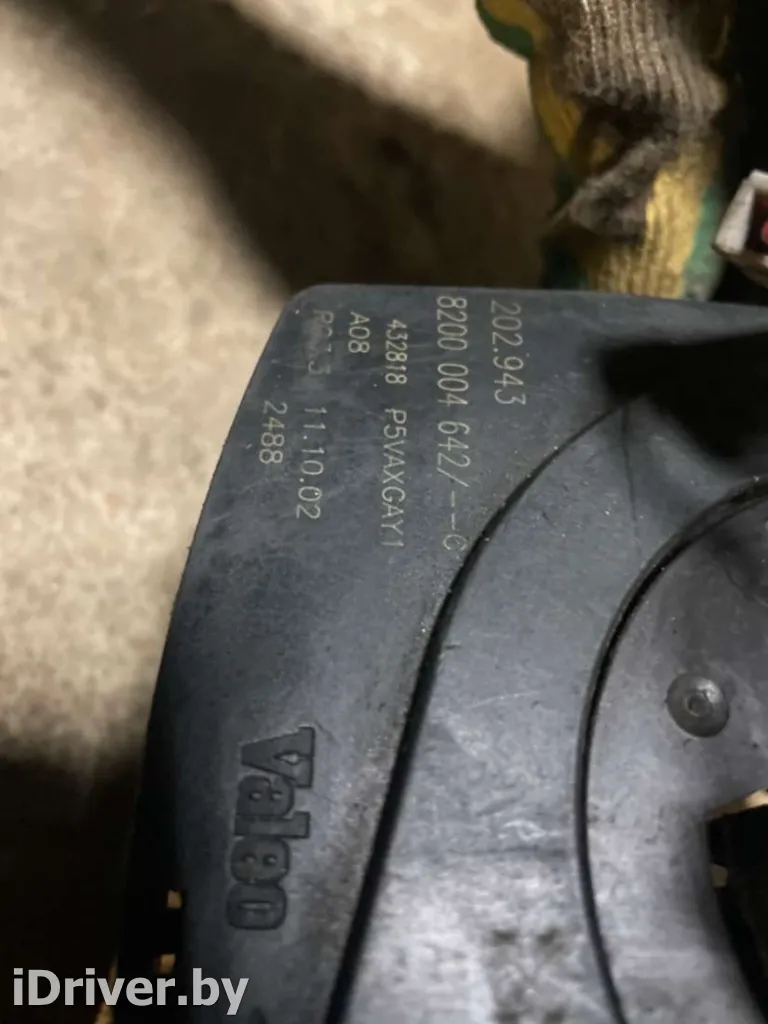 202.943
8200 004 642/--C
432818 P5VAXGAY1
A08
11.10.02
2488
Valeo
iDriver.by